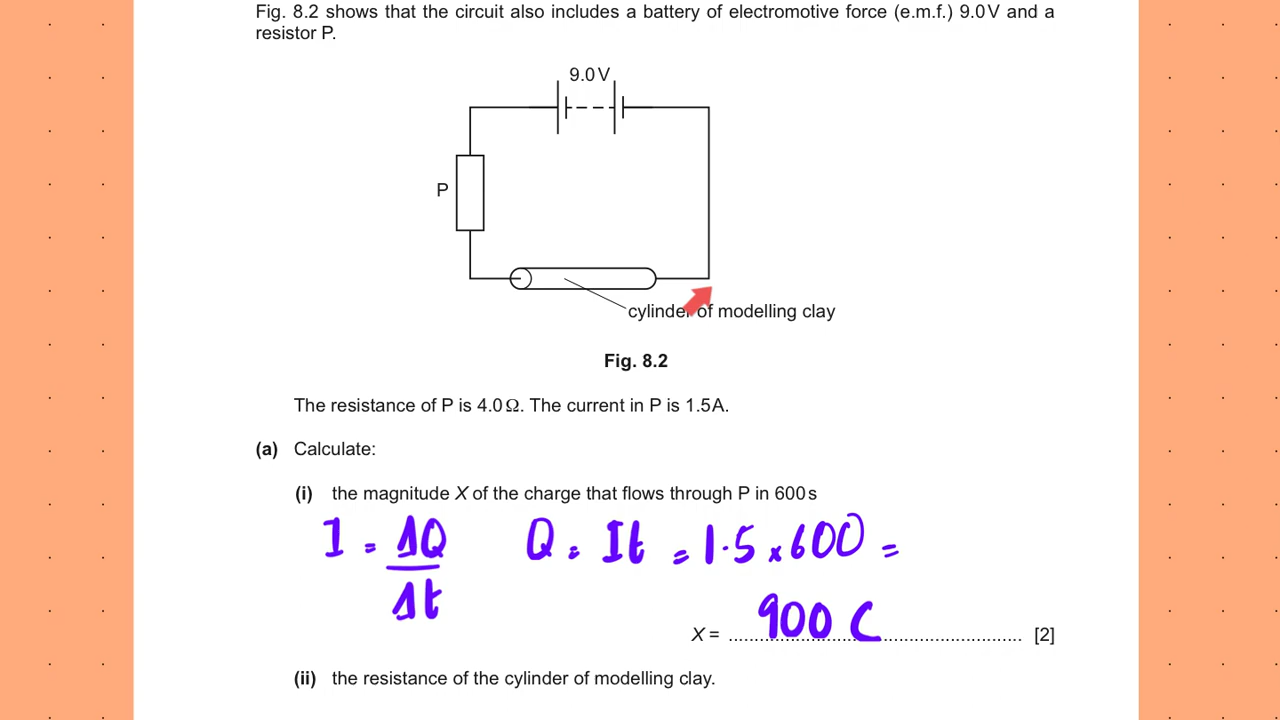 Fig. 8.2 shows that the circuit also includes a battery of electromotive force (e.m.f.) 9.0V and a
resistor P.
9.0V
P
cylinder of modelling clay
Fig. 8.2
The resistance of P is 4.0Ω. The current in P is 1.5A.
(a) Calculate:
(i) the magnitude X of the charge that flows through P in 600s
I = ΔQ/Δt Q = It = 1.5 × 600 =
X = 900 C [2]
(ii) the resistance of the cylinder of modelling clay.